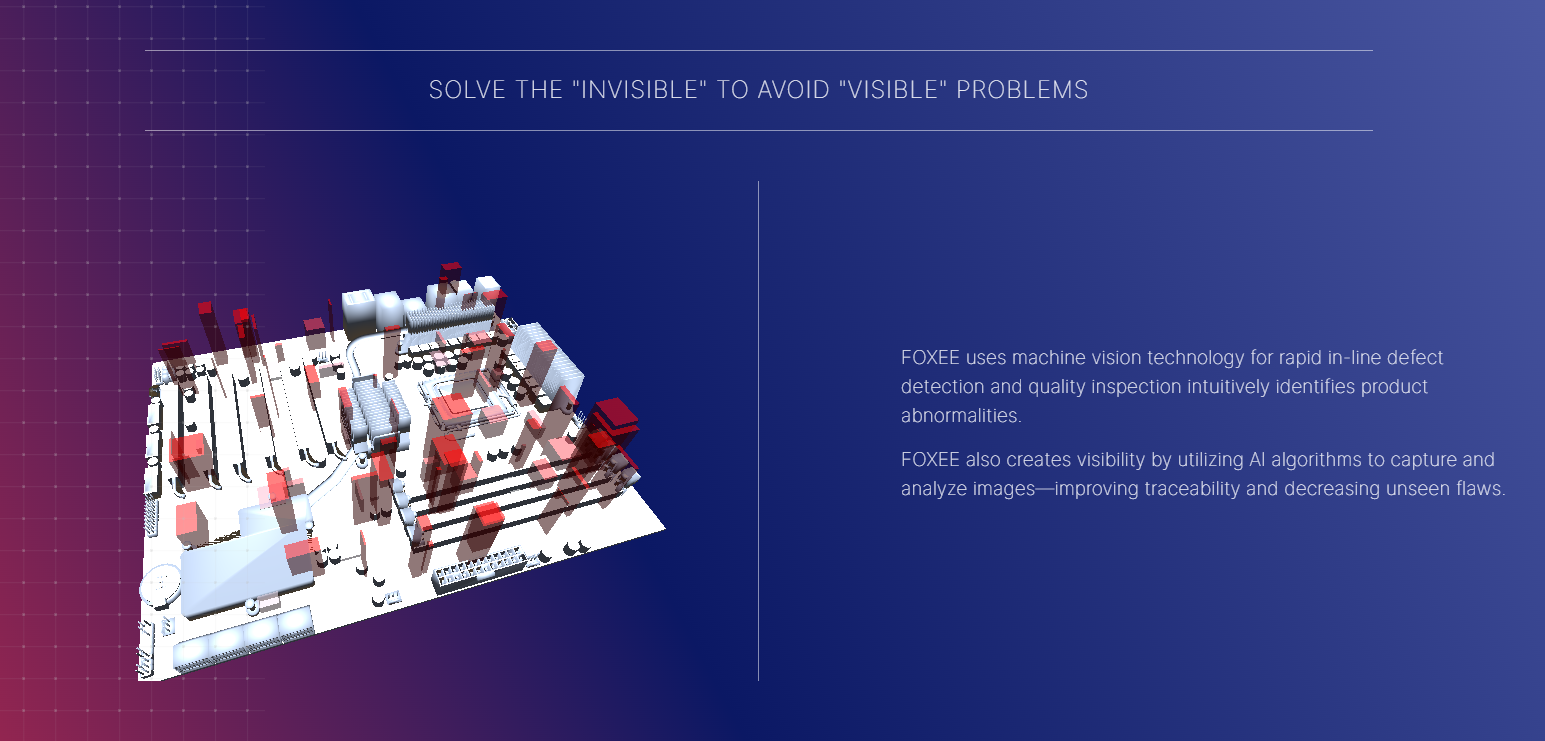 SOLVE THE "INVISIBLE" TO AVOID "VISIBLE" PROBLEMS
FOXEE uses machine vision technology for rapid in-line defect
detection and quality inspection intuitively identifies product
abnormalities.
FOXEE also creates visibility by utilizing AI algorithms to capture and
analyze images—improving traceability and decreasing unseen flaws.